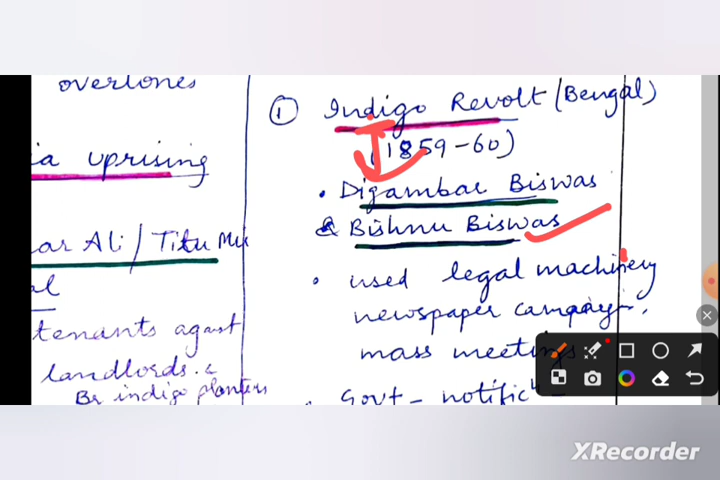 overtones
ia uprising
ar Ali / Titu Mir
al
tenants against
landlords. &
Br indigo planters
① Indigo Revolt (Bengal)
(1859-60)
• Digambar Biswas
& Bishnu Biswas
• used legal machinery
newspaper campaign,
mass meetings
• Govt - notific
XRecorder